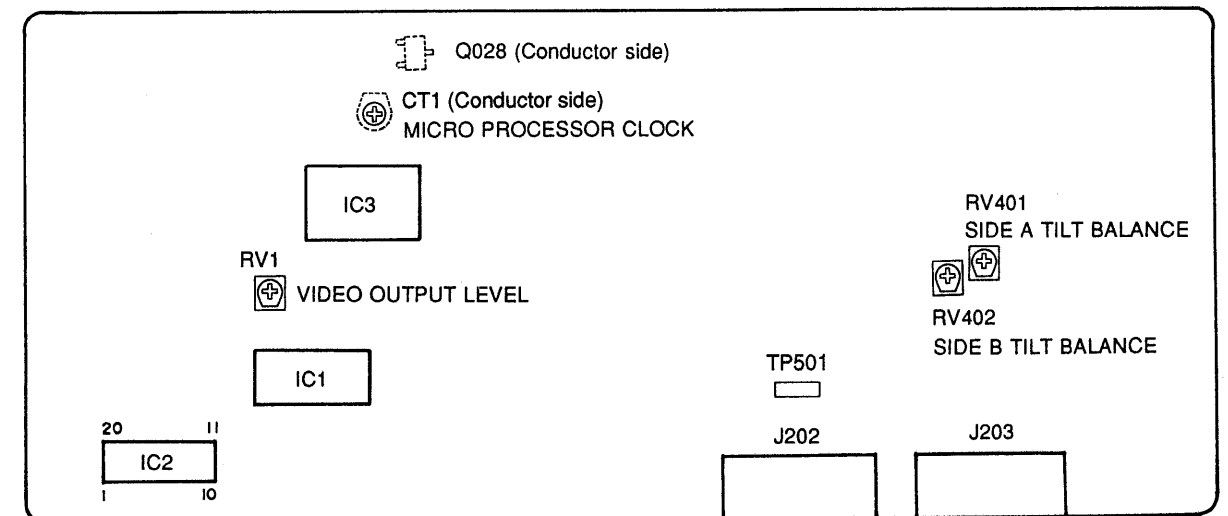 Q028 (Conductor side)
CT1 (Conductor side)
MICRO PROCESSOR CLOCK
IC3
RV401
SIDE A TILT BALANCE
RV1
VIDEO OUTPUT LEVEL
RV402
SIDE B TILT BALANCE
TP501
IC1
20 11
J202
J203
IC2
1 10